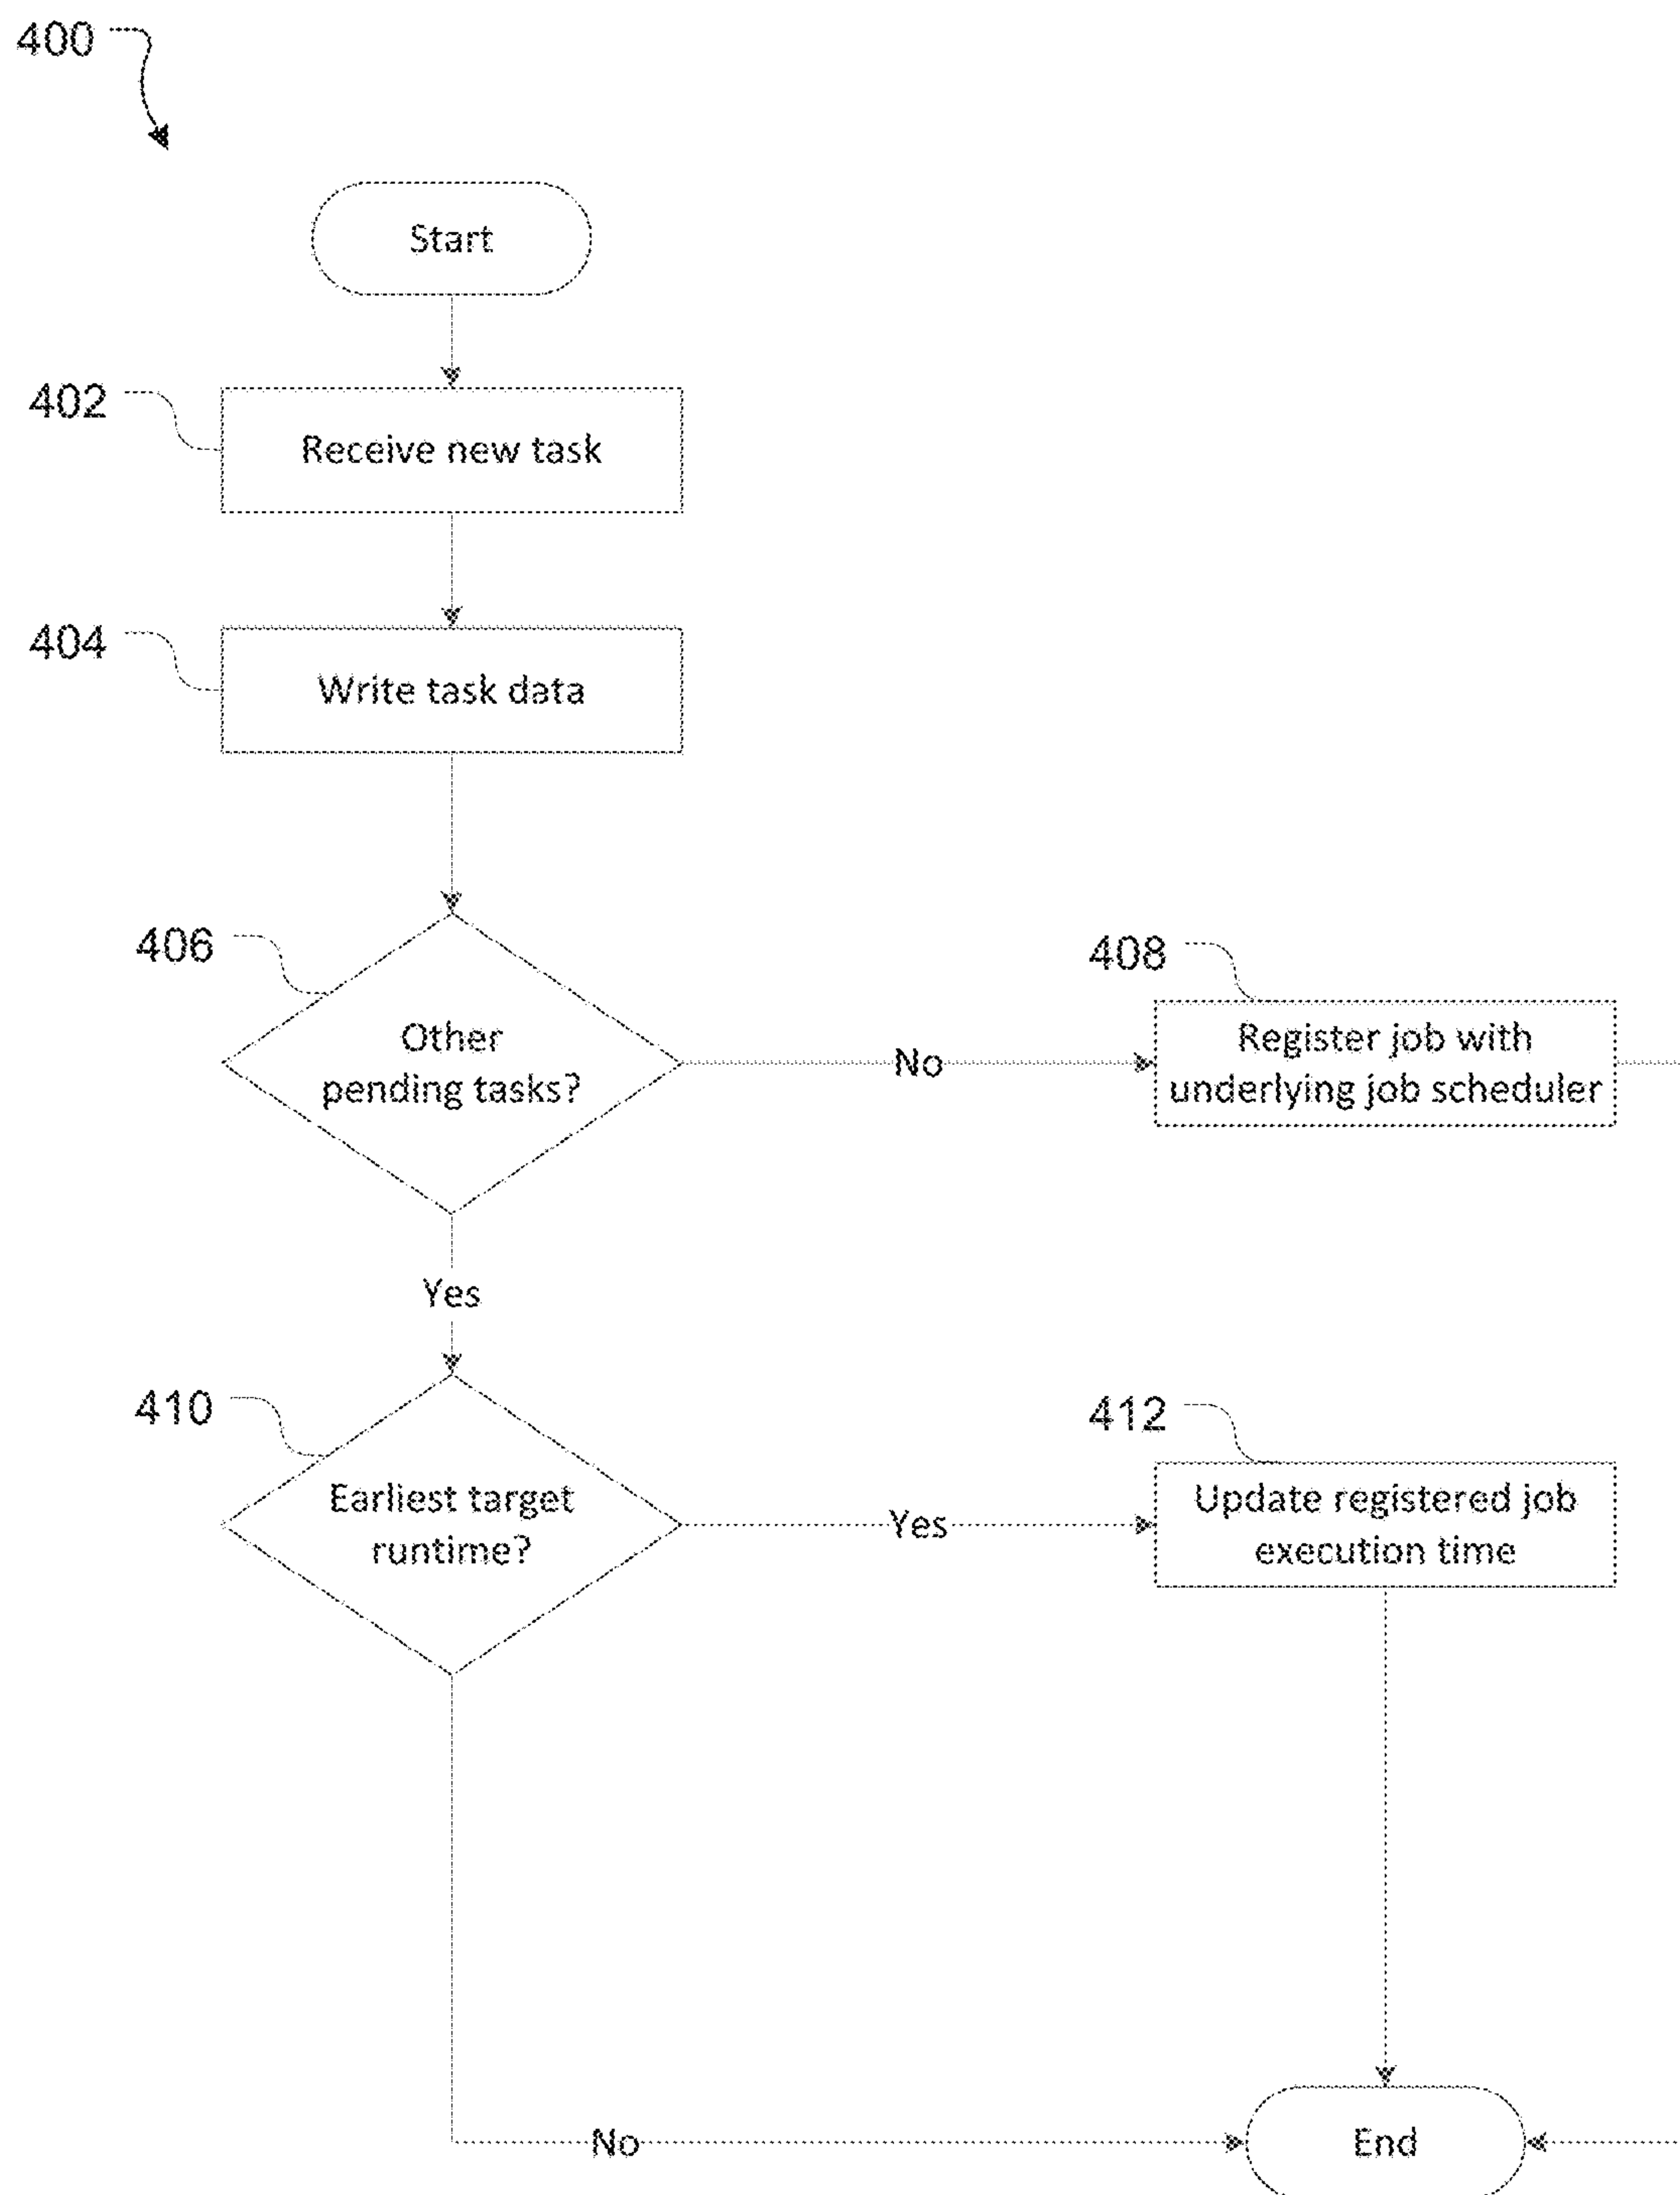 400
Start
402
Receive new task
404
Write task data
406
Other
pending tasks?
No
408
Register job with
underlying job scheduler
Yes
410
Earliest target
runtime?
Yes
412
Update registered job
execution time
No
End